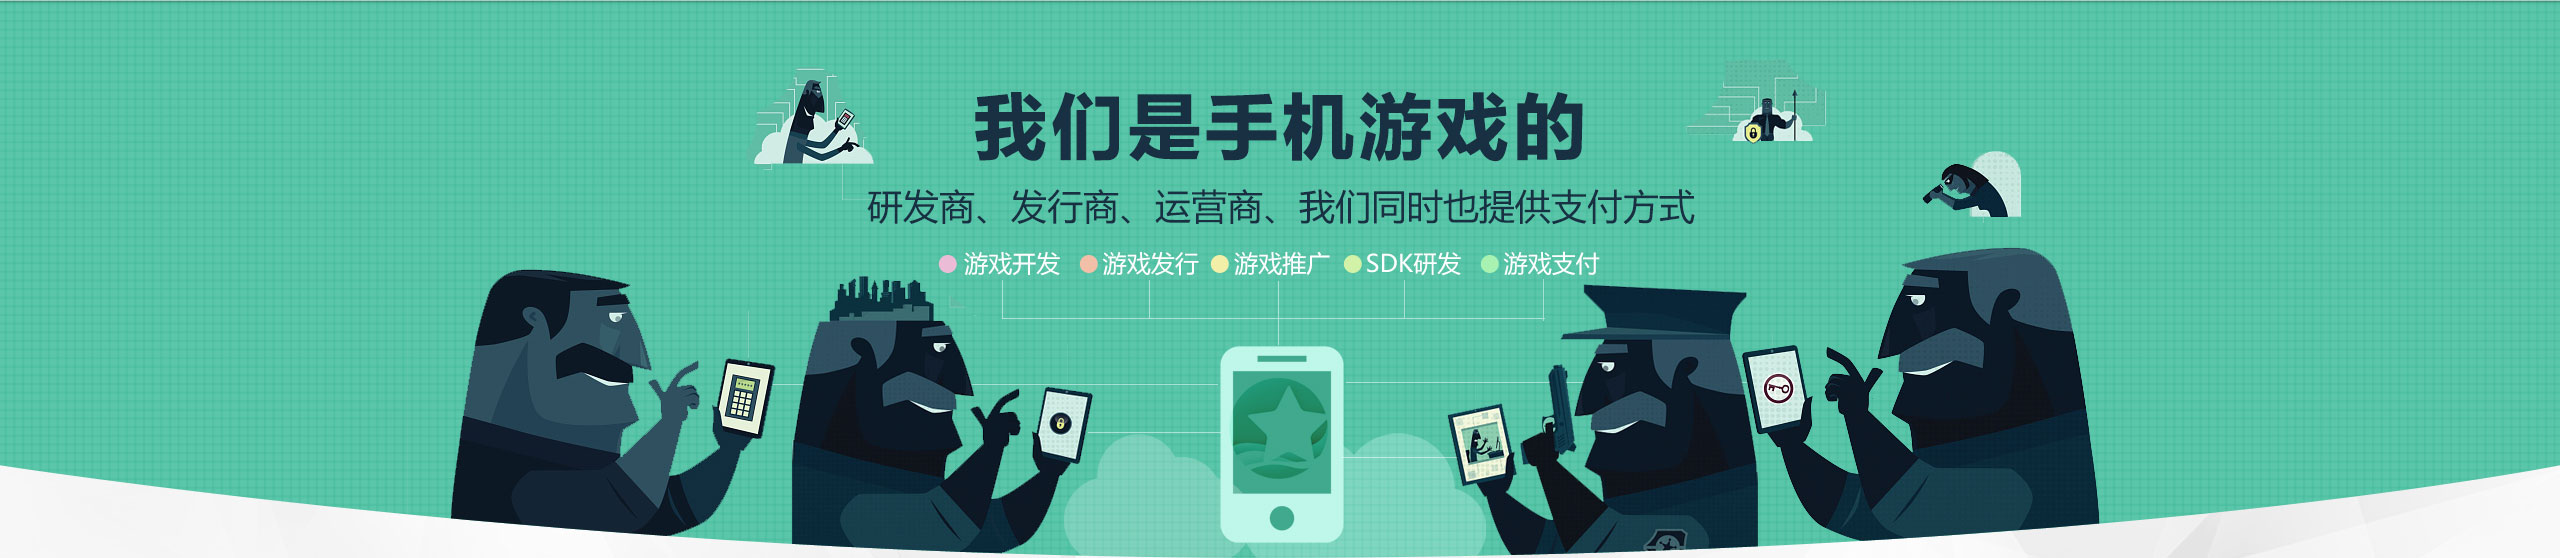 我们是手机游戏的
研发商、发行商、运营商、我们同时也提供支付方式
游戏开发 游戏发行 游戏推广 SDK研发 游戏支付